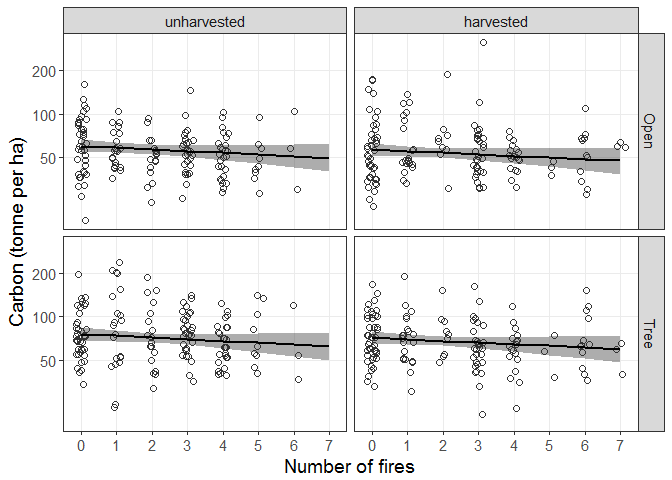 unharvested harvested
200
100
50
Open
Carbon (tonne per ha)
200
100
50
Tree
0 1 2 3 4 5 6 7 0 1 2 3 4 5 6 7
Number of fires